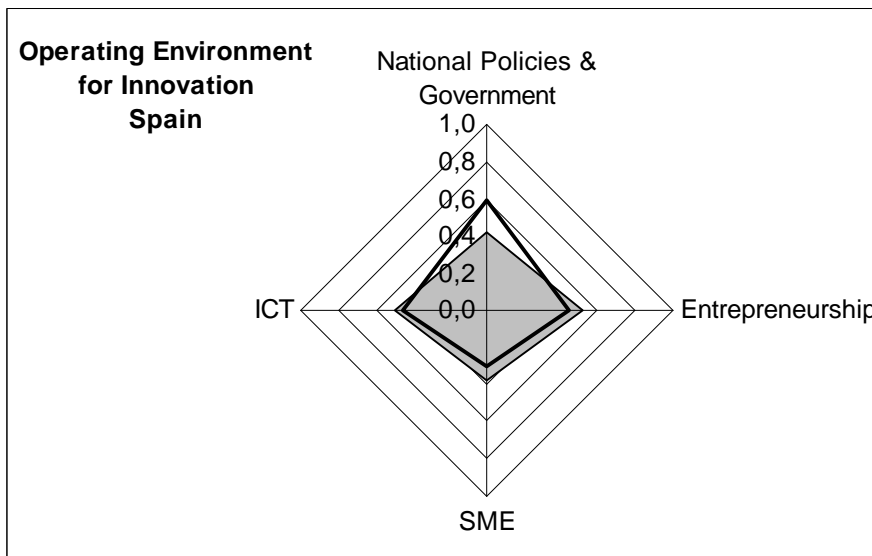 Operating Environment
for Innovation
Spain
National Policies &
Government
1,0
0,8
0,6
0,4
0,2
0,0
ICT
Entrepreneurship
SME